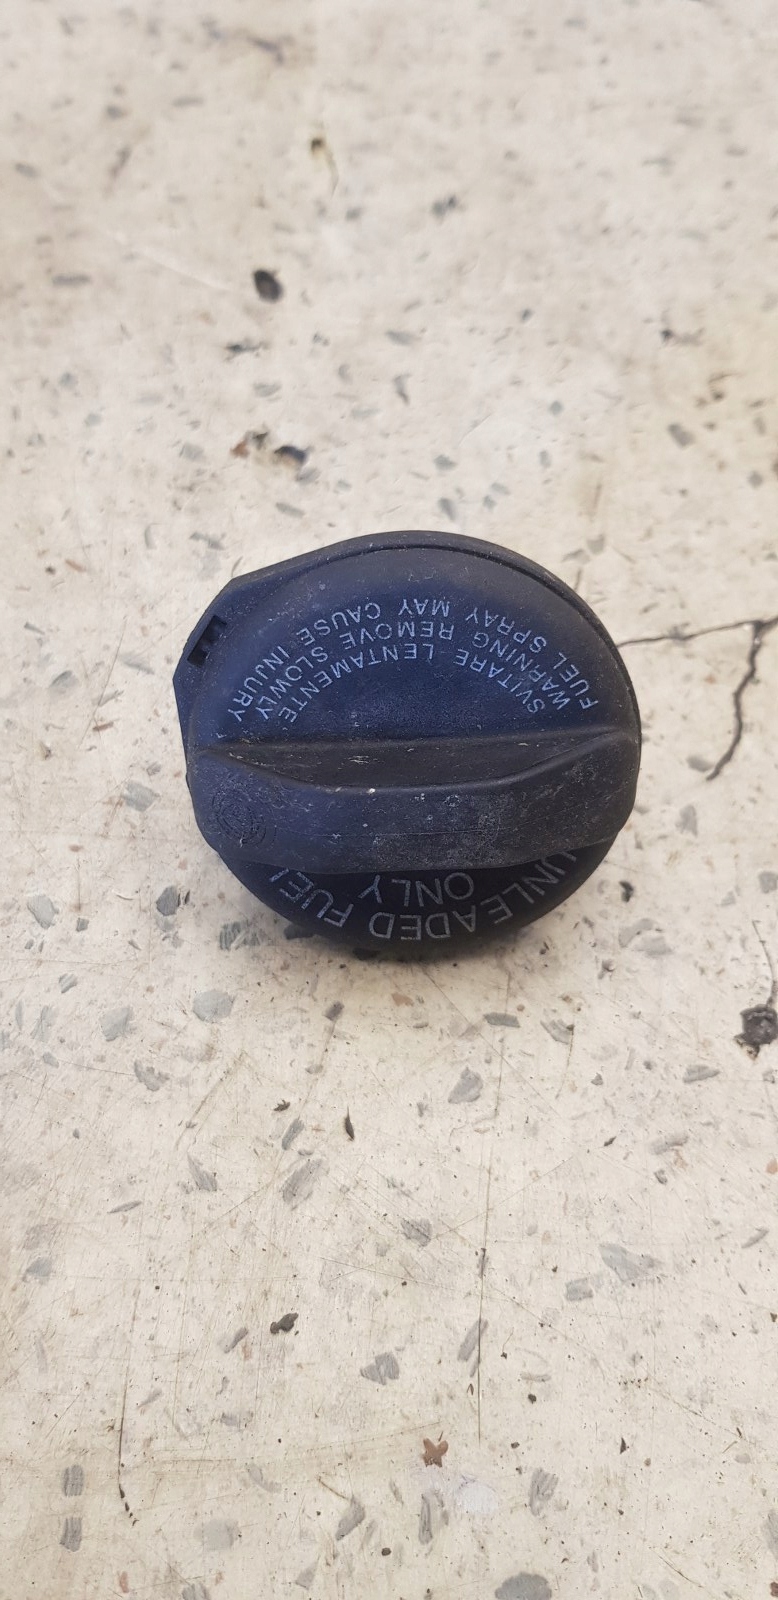 UNLEADED FUEL
ONLY
SVITARE LENTAMENTE
WARNING REMOVE SLOWLY
FUEL SPRAY MAY CAUSE INJURY